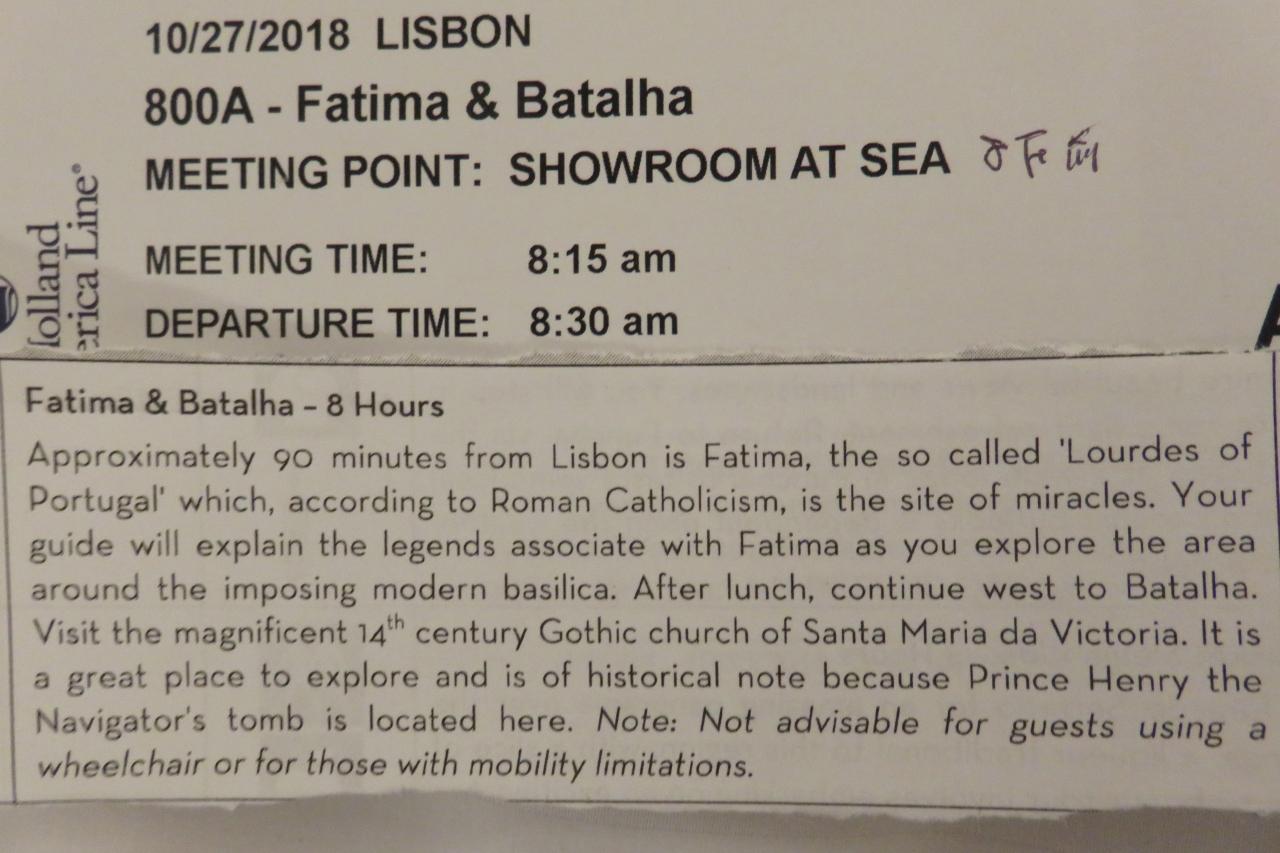 10/27/2018 LISBON
800A - Fatima & Batalha
MEETING POINT: SHOWROOM AT SEA
MEETING TIME: 8:15 am
DEPARTURE TIME: 8:30 am
olland
rica Line®
Fatima & Batalha – 8 Hours
Approximately 90 minutes from Lisbon is Fatima, the so called 'Lourdes of
Portugal' which, according to Roman Catholicism, is the site of miracles. Your
guide will explain the legends associate with Fatima as you explore the area
around the imposing modern basilica. After lunch, continue west to Batalha.
Visit the magnificent 14th century Gothic church of Santa Maria da Victoria. It is
a great place to explore and is of historical note because Prince Henry the
Navigator's tomb is located here. Note: Not advisable for guests using a
wheelchair or for those with mobility limitations.